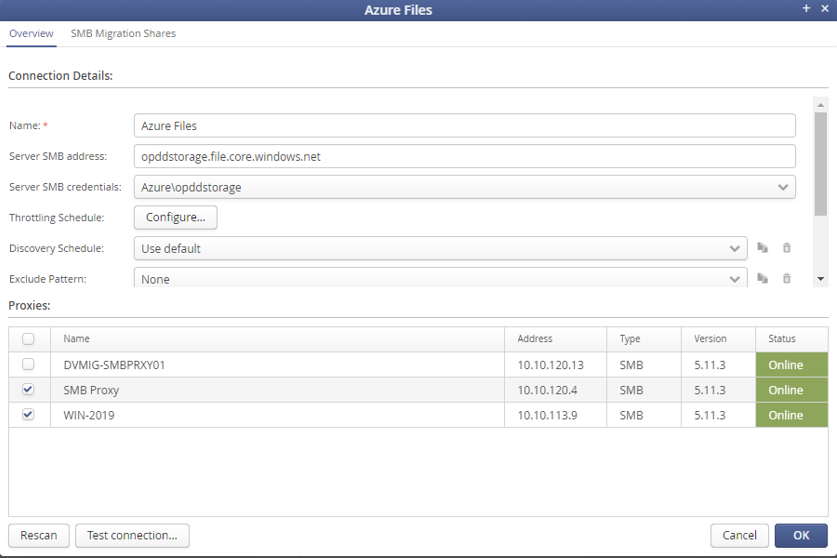 Azure Files
Overview SMB Migration Shares
Connection Details:
Name: * Azure Files
Server SMB address: opddstorage.file.core.windows.net
Server SMB credentials: Azure\opddstorage
Throttling Schedule: Configure...
Discovery Schedule: Use default
Exclude Pattern: None
Proxies:
Name Address Type Version Status
DVMIG-SMBPRXY01 10.10.120.13 SMB 5.11.3 Online
SMB Proxy 10.10.120.4 SMB 5.11.3 Online
WIN-2019 10.10.113.9 SMB 5.11.3 Online
Rescan Test connection... Cancel OK